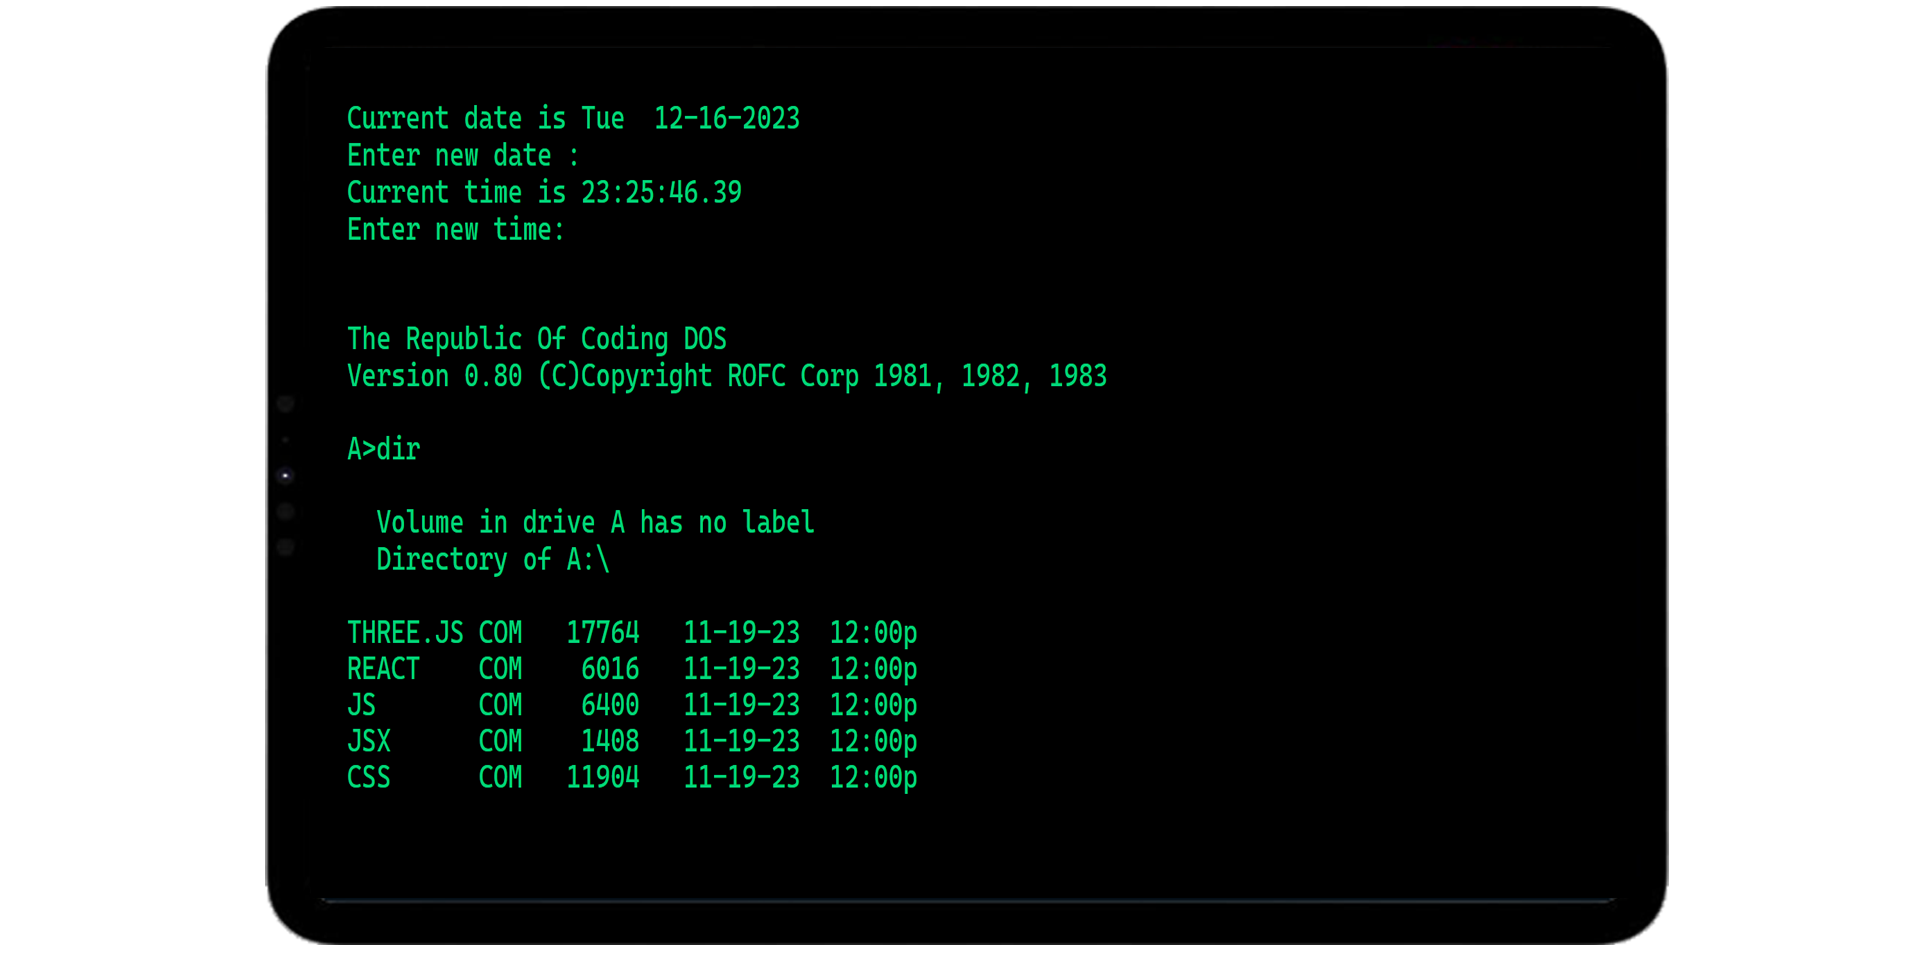 Current date is Tue  12-16-2023
Enter new date :
Current time is 23:25:46.39
Enter new time:
The Republic Of Coding DOS
Version 0.80 (C)Copyright ROFC Corp 1981, 1982, 1983
A>dir
Volume in drive A has no label
Directory of A:\
THREE.JS COM   17764   11-19-23  12:00p
REACT    COM    6016   11-19-23  12:00p
JS       COM    6400   11-19-23  12:00p
JSX      COM    1408   11-19-23  12:00p
CSS      COM   11904   11-19-23  12:00p